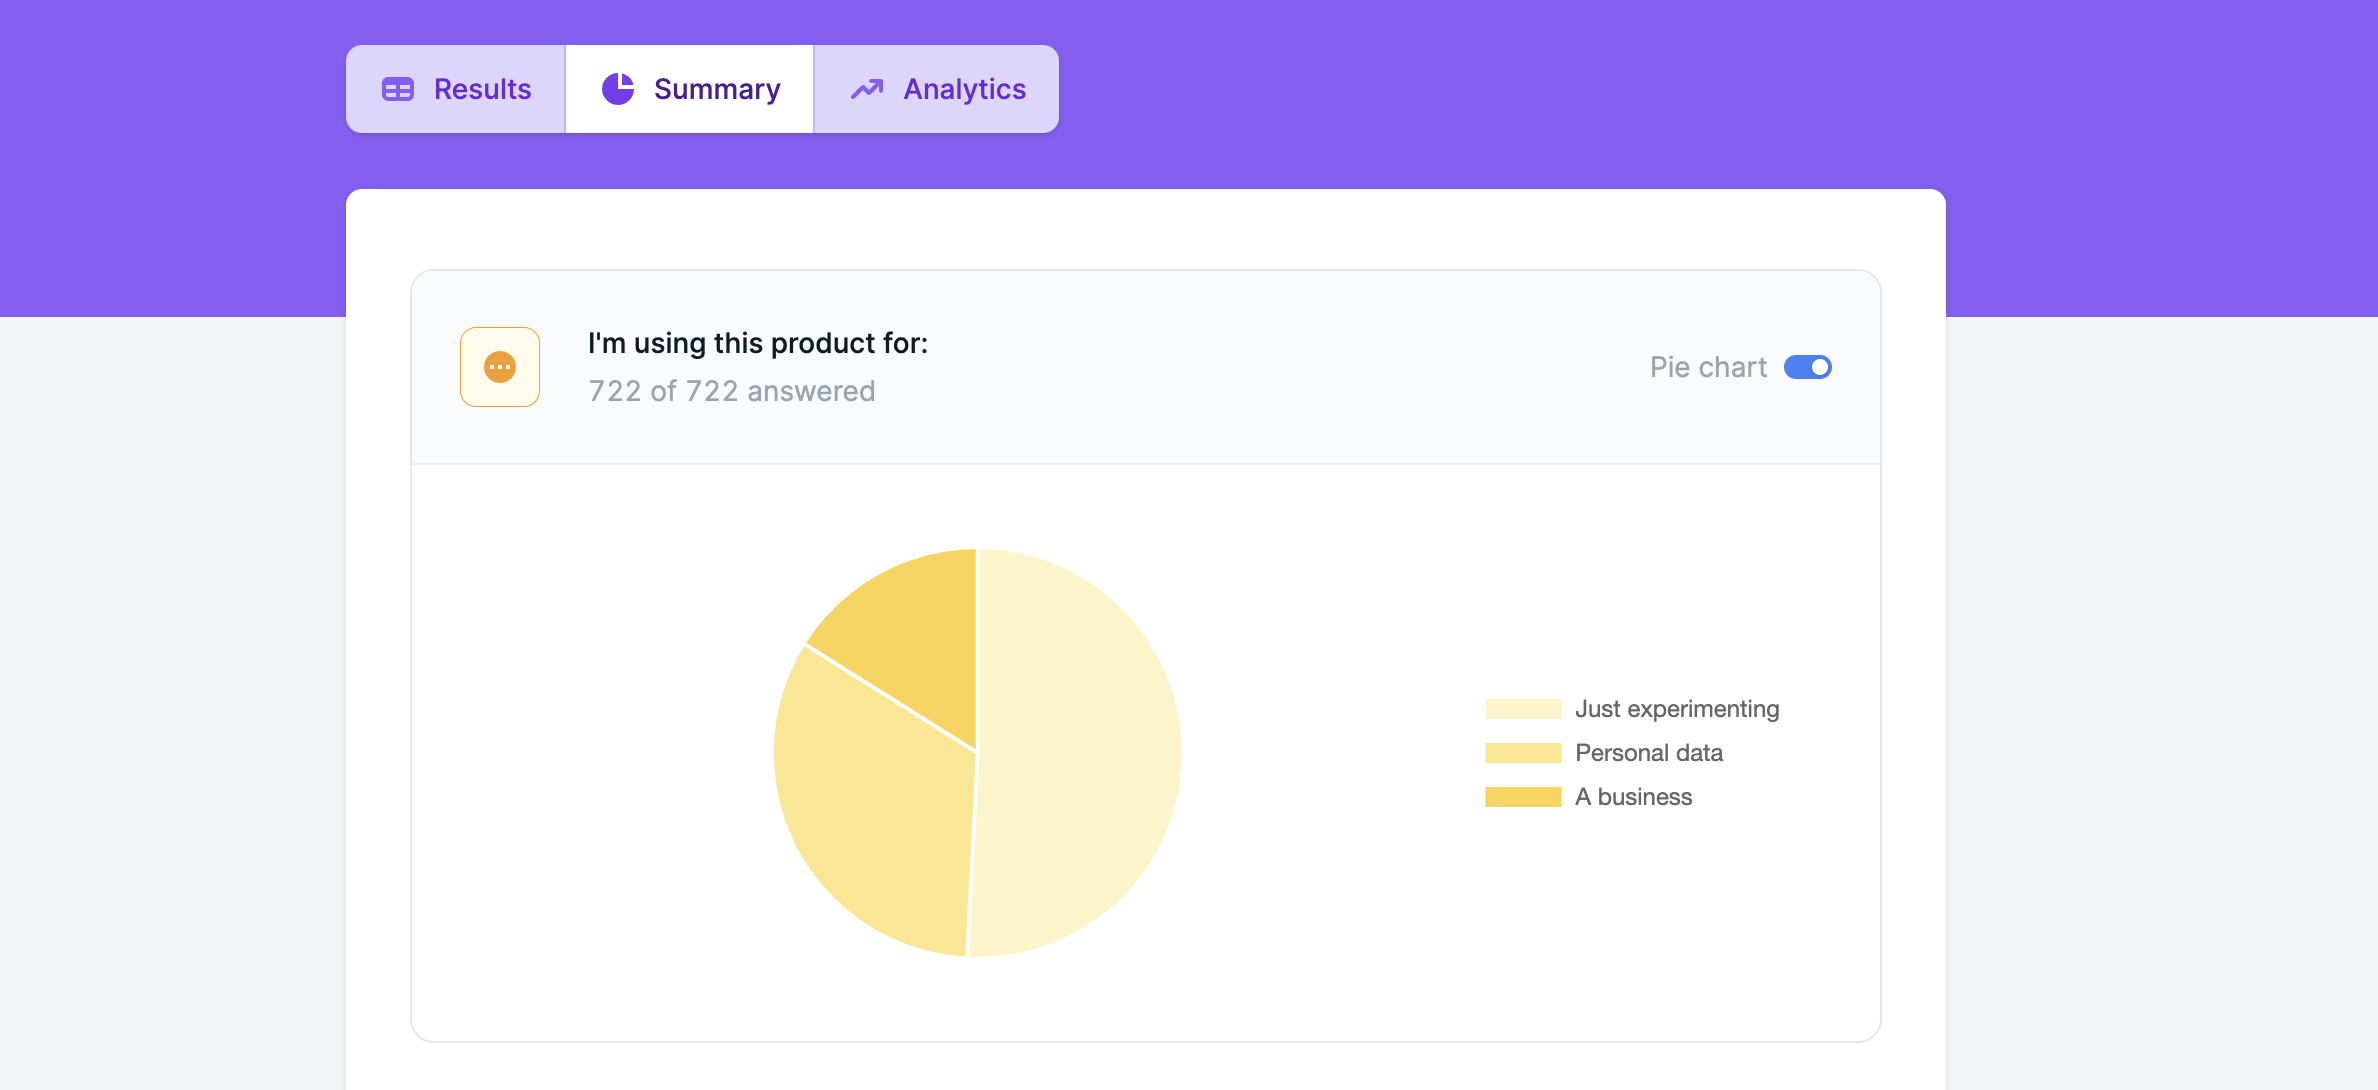 Results
Summary
Analytics
I'm using this product for:
722 of 722 answered
Pie chart
Just experimenting
Personal data
A business